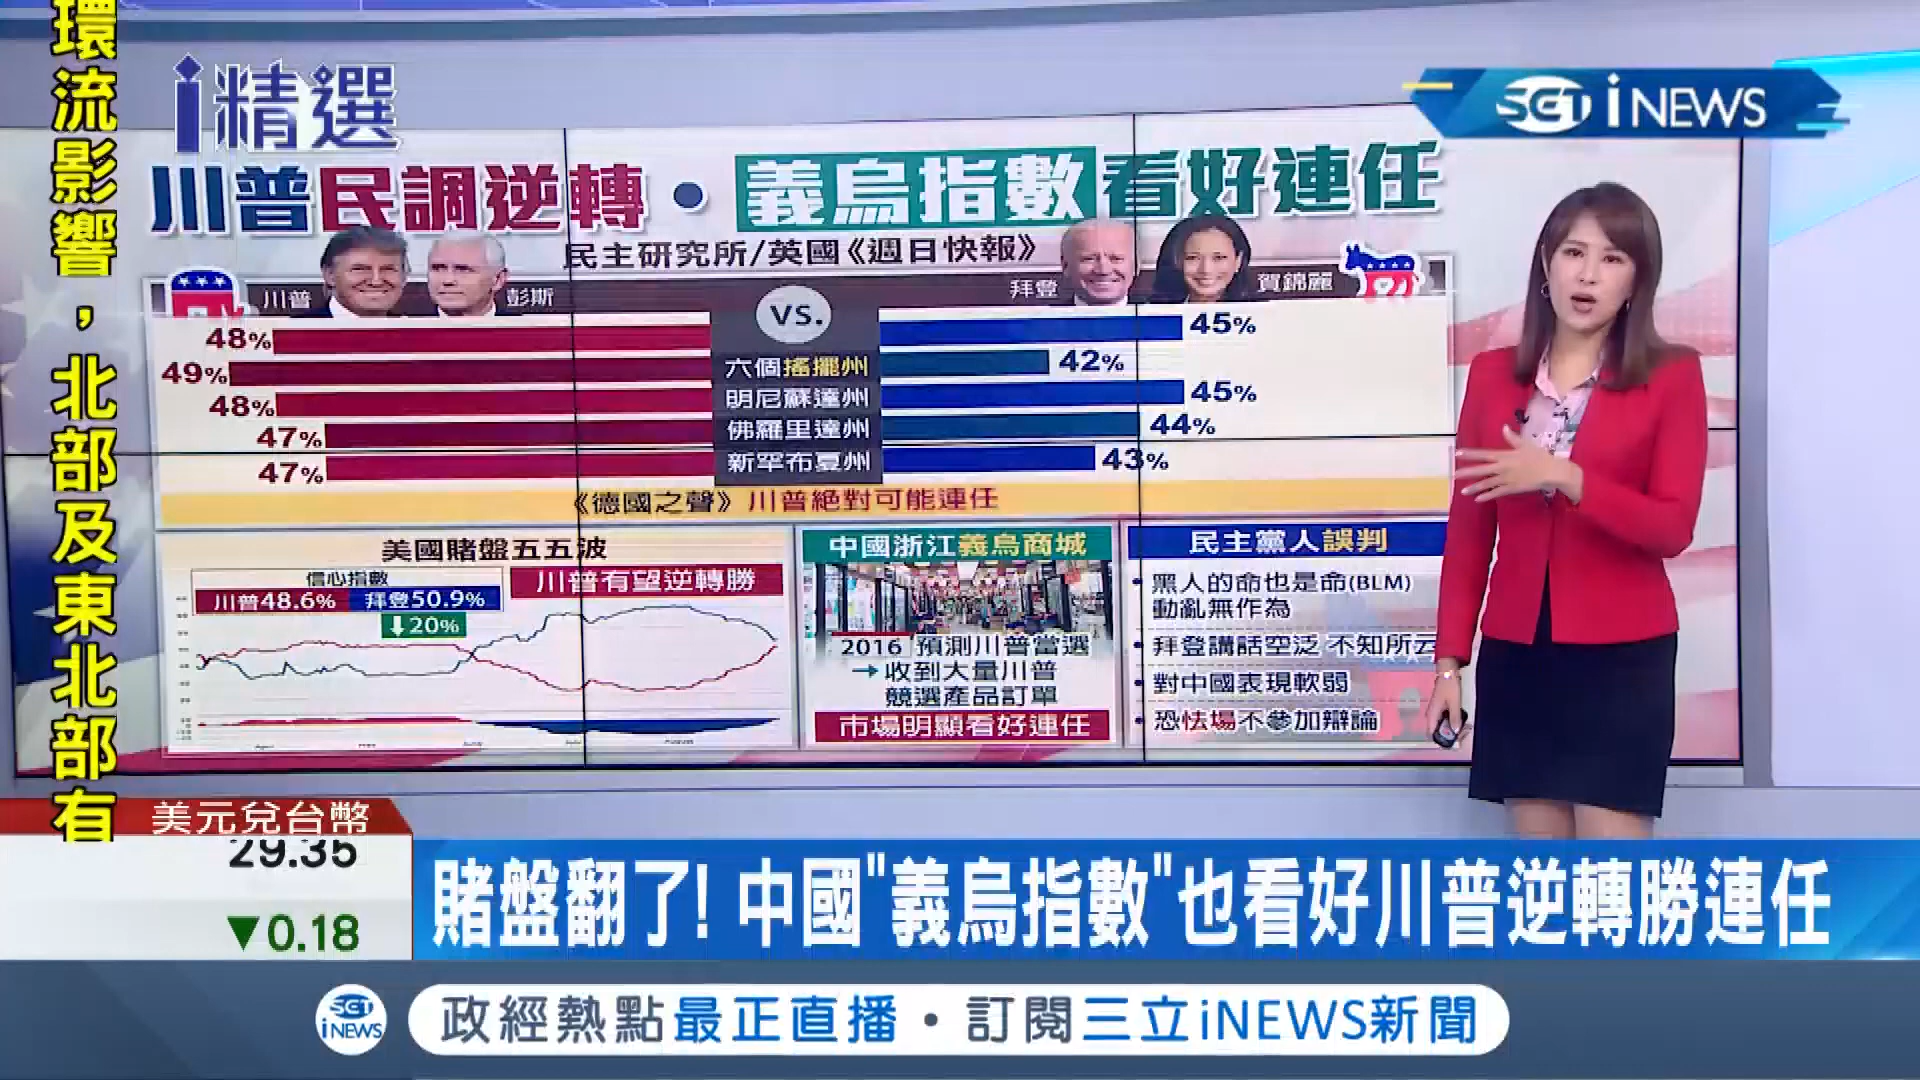 環流影響，北部及東北部有
i精選
SET iNEWS
川普民調逆轉・義烏指數看好連任
民主研究所/英國《週日快報》
川普
彭斯
VS.
拜登
賀錦麗
48% 45%
49% 六個搖擺州 42%
48% 明尼蘇達州 45%
47% 佛羅里達州 44%
47% 新罕布夏州 43%
《德國之聲》川普絕對可能連任
美國賭盤五五波
信心指數
川普48.6% 拜登50.9%
↓20%
川普有望逆轉勝
中國浙江義烏商城
2016 預測川普當選
→收到大量川普
競選產品訂單
市場明顯看好連任
民主黨人誤判
・黑人的命也是命(BLM)
動亂無作為
・拜登講話空泛 不知所云
・對中國表現軟弱
・恐怯場不參加辯論
美元兌台幣
29.35
▼0.18
賭盤翻了! 中國"義烏指數"也看好川普逆轉勝連任
SET iNEWS
政經熱點最正直播・訂閱三立iNEWS新聞